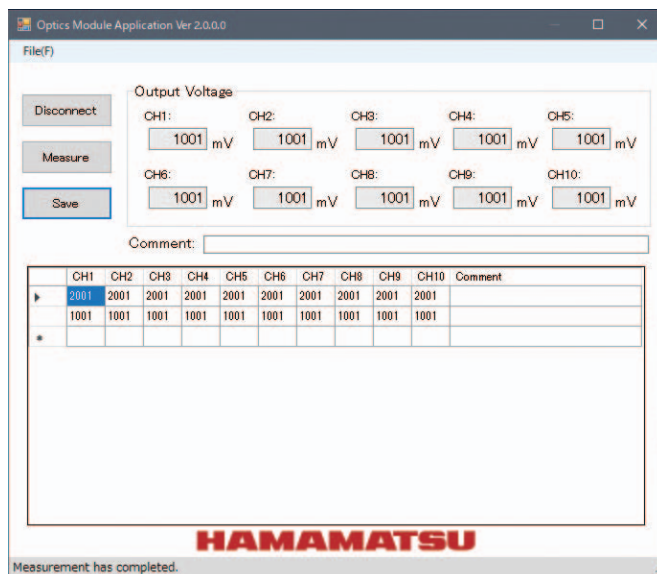 Optics Module Application Ver 2.0.0.0
File(F)
Disconnect
Measure
Save
Output Voltage
CH1: CH2: CH3: CH4: CH5:
1001 mV 1001 mV 1001 mV 1001 mV 1001 mV
CH6: CH7: CH8: CH9: CH10:
1001 mV 1001 mV 1001 mV 1001 mV 1001 mV
Comment:
CH1 CH2 CH3 CH4 CH5 CH6 CH7 CH8 CH9 CH10 Comment
2001 2001 2001 2001 2001 2001 2001 2001 2001 2001
1001 1001 1001 1001 1001 1001 1001 1001 1001 1001
HAMAMATSU
Measurement has completed.